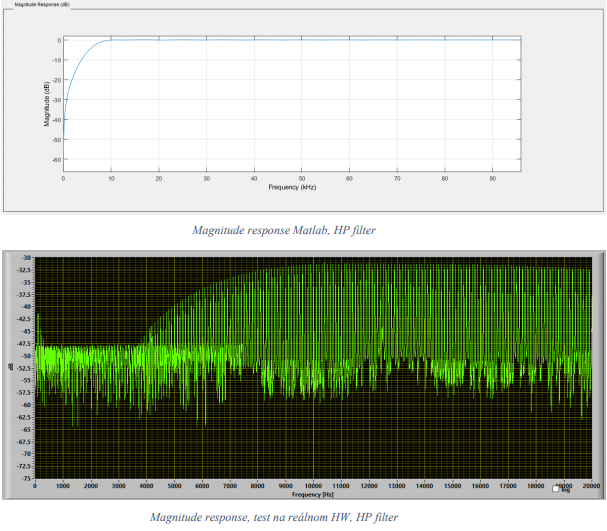 Magnitude Response (dB)
0
-10
-20
-30
-40
-50
-60
Magnitude (dB)
0 10 20 30 40 50 60 70 80 90
Frequency (kHz)
Magnitude response Matlab, HP filter
-30
-32.5
-35
-37.5
-40
-42.5
-45
-47.5
-50
-52.5
-55
-57.5
-60
-62.5
-65
-67.5
-70
-72.5
-75
dB
0 1000 2000 3000 4000 5000 6000 7000 8000 9000 10000 11000 12000 13000 14000 15000 16000 17000 18000 19000 20000
log
Frequency [Hz]
Magnitude response, test na reálnom HW, HP filter